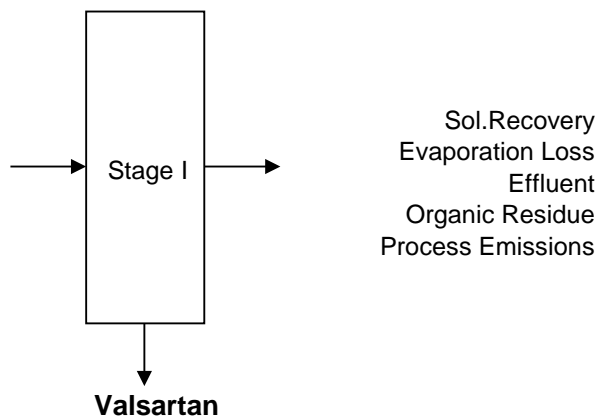 Stage I
Sol.Recovery
Evaporation Loss
Effluent
Organic Residue
Process Emissions
Valsartan